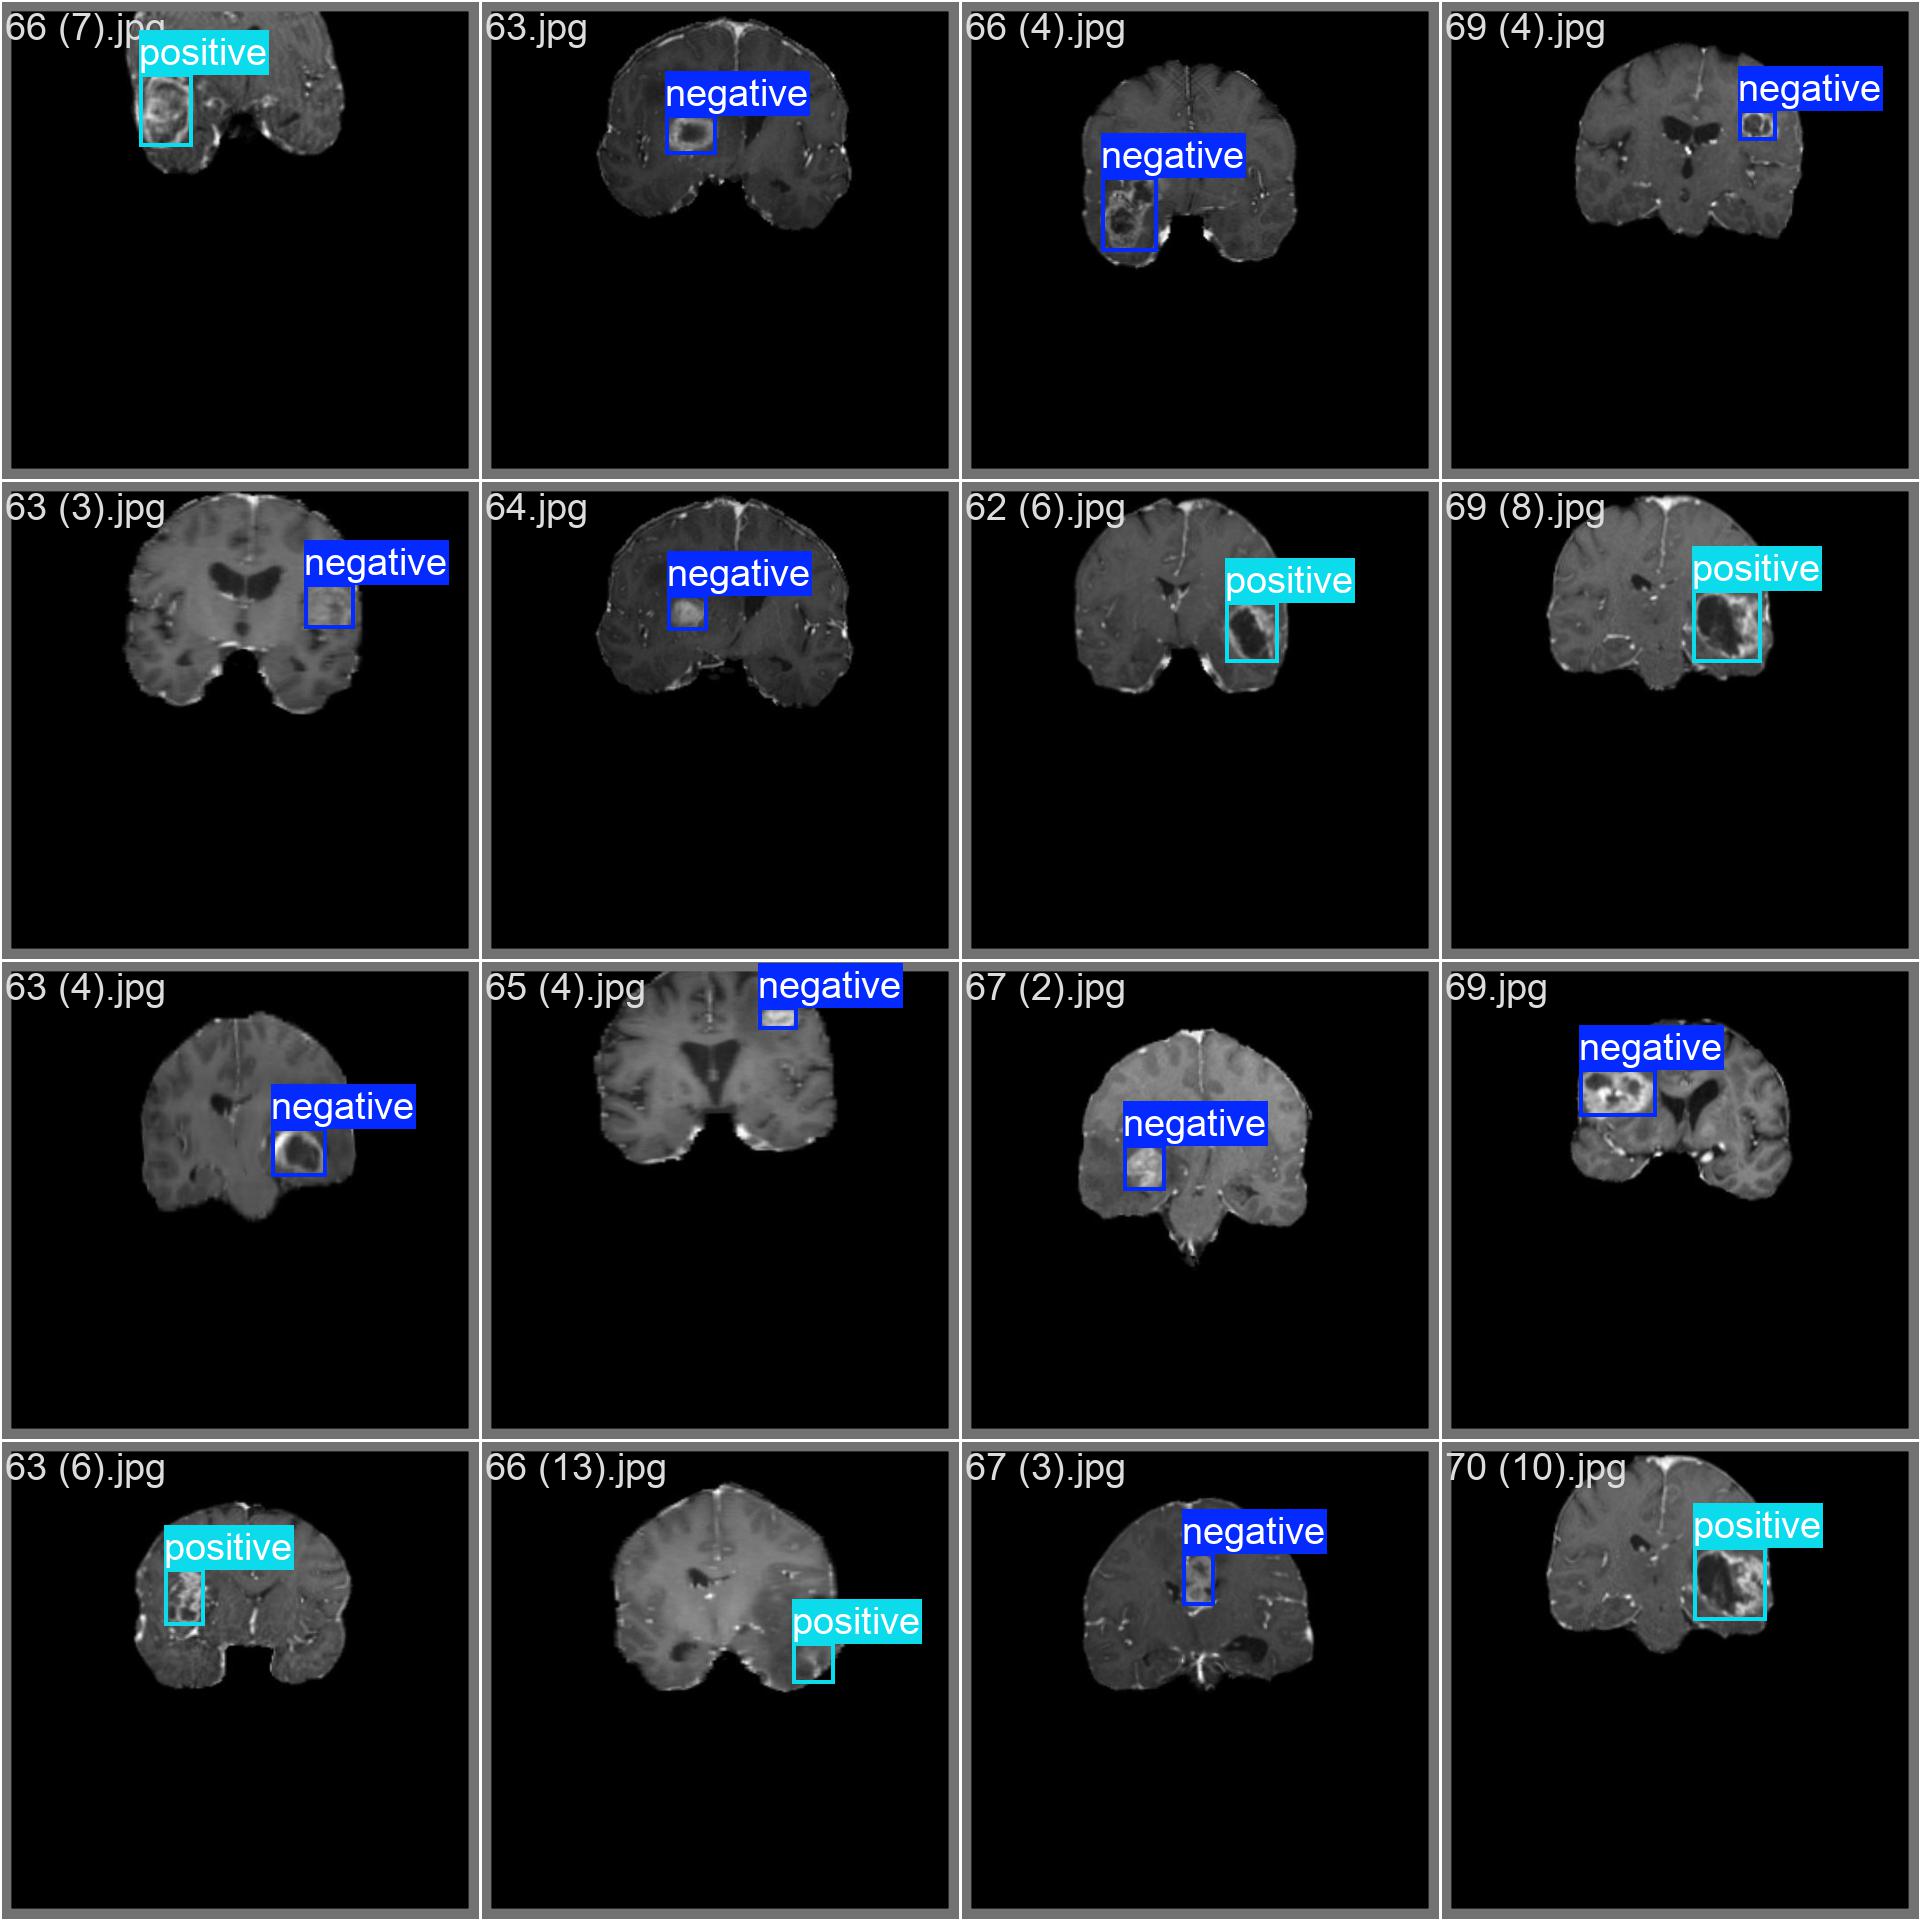 66 (7).jpg
positive
63.jpg
negative
66 (4).jpg
negative
69 (4).jpg
negative
63 (3).jpg
negative
64.jpg
negative
62 (6).jpg
positive
69 (8).jpg
positive
63 (4).jpg
negative
65 (4).jpg
negative
67 (2).jpg
negative
69.jpg
negative
63 (6).jpg
positive
66 (13).jpg
positive
67 (3).jpg
negative
70 (10).jpg
positive